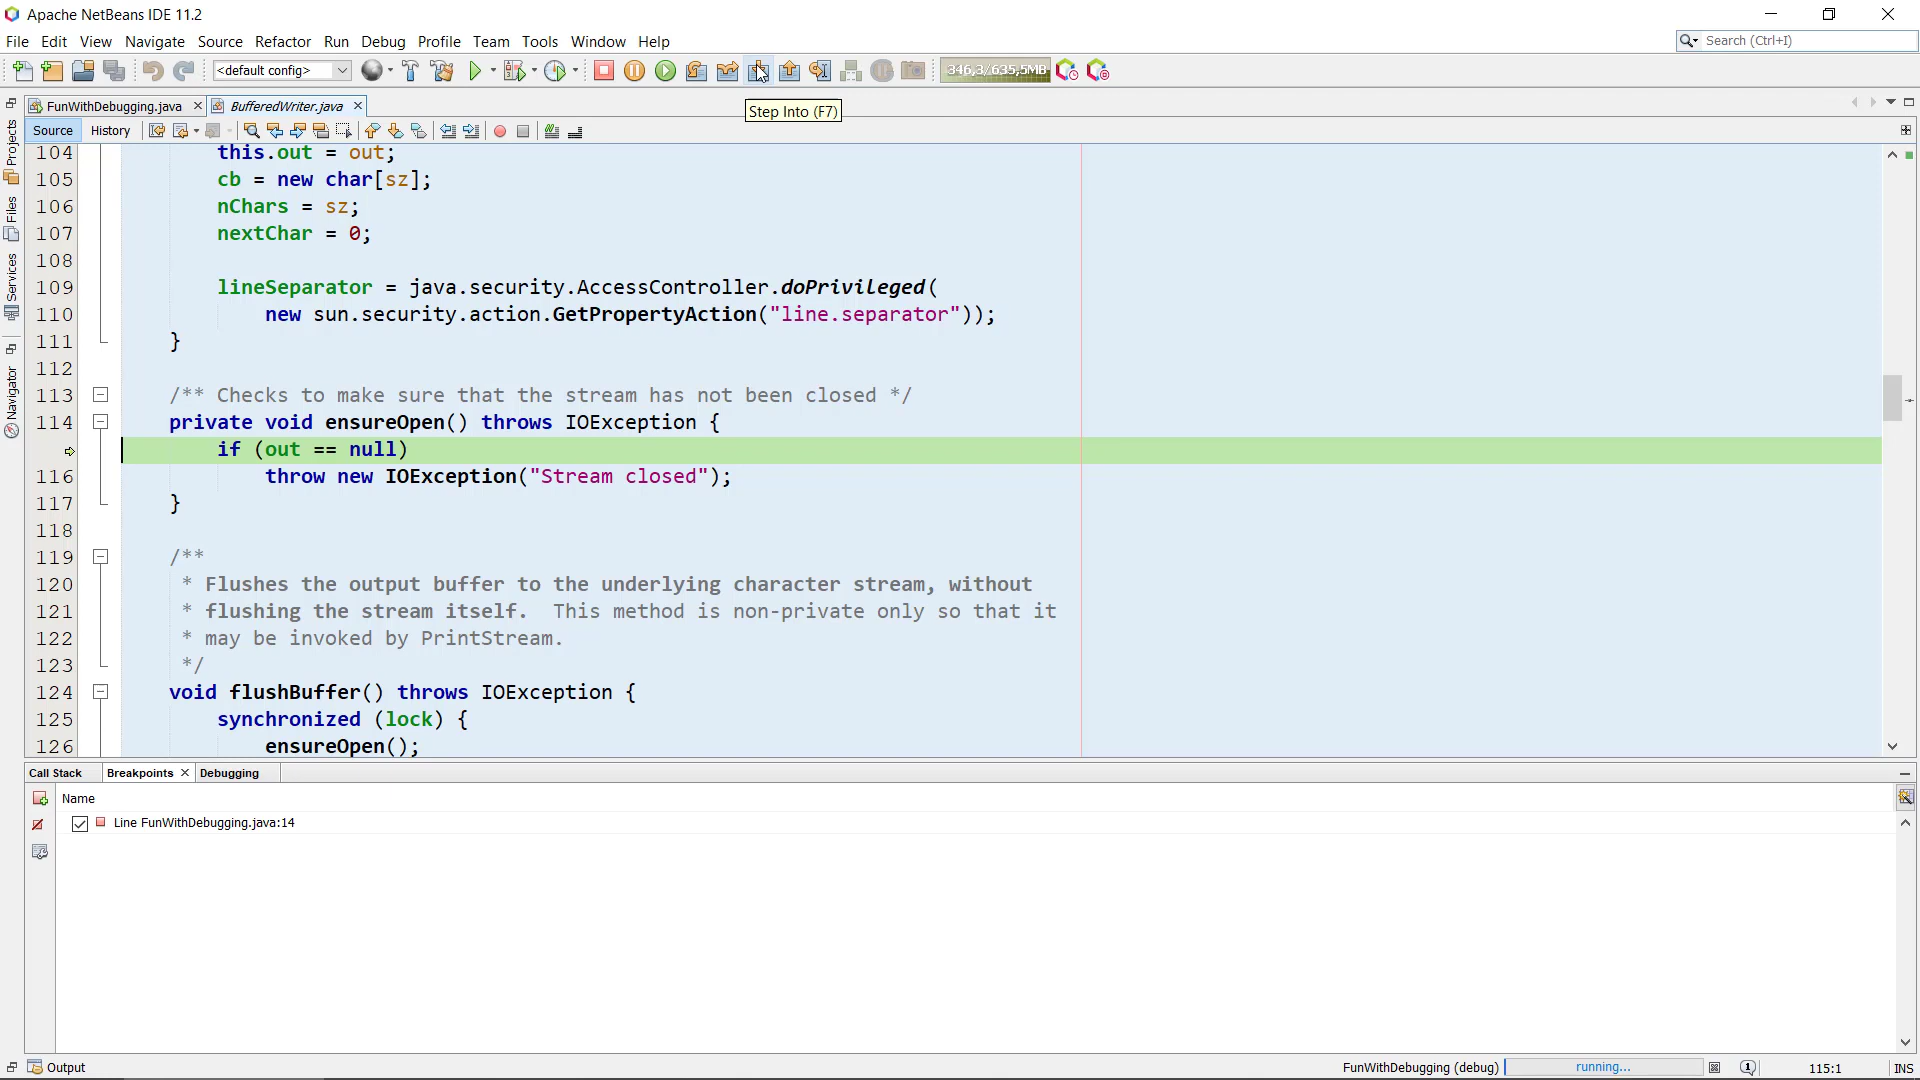 Apache NetBeans IDE 11.2
File Edit View Navigate Source Refactor Run Debug Profile Team Tools Window Help
Search (Ctrl+I)
<default config>
346,3/635,5MB
FunWithDebugging.java
BufferedWriter.java
Step Into (F7)
Source History
Projects
Files
Services
Navigator
104 this.out = out;
105 cb = new char[sz];
106 nChars = sz;
107 nextChar = 0;
108
109 lineSeparator = java.security.AccessController.doPrivileged(
110 new sun.security.action.GetPropertyAction("line.separator"));
111 }
112
113 /** Checks to make sure that the stream has not been closed */
114 private void ensureOpen() throws IOException {
if (out == null)
116 throw new IOException("Stream closed");
117 }
118
119 /**
120 * Flushes the output buffer to the underlying character stream, without
121 * flushing the stream itself.  This method is non-private only so that it
122 * may be invoked by PrintStream.
123 */
124 void flushBuffer() throws IOException {
125 synchronized (lock) {
126 ensureOpen();
Call Stack Breakpoints Debugging
Name
Line FunWithDebugging.java:14
Output
FunWithDebugging (debug) running... 115:1 INS